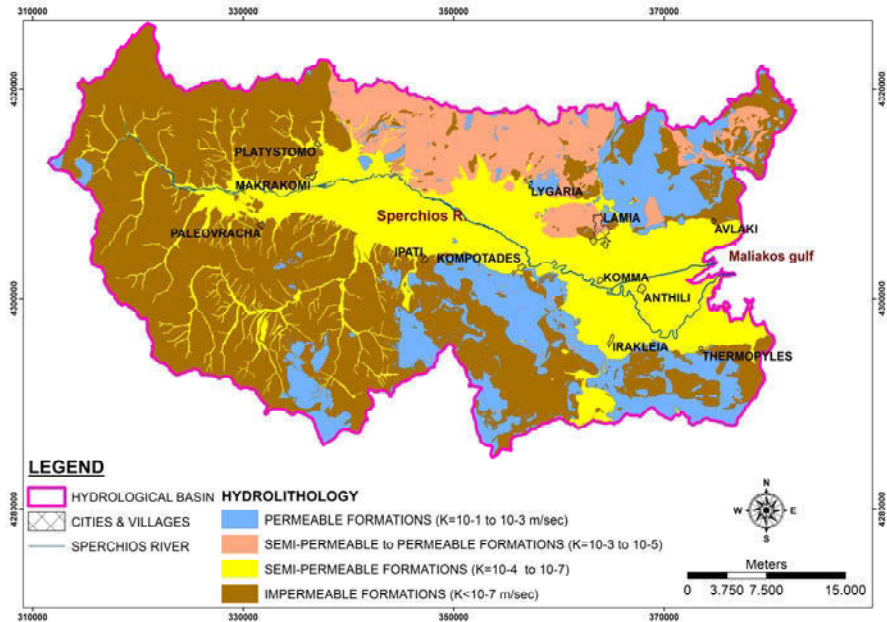 310000 330000 350000 370000
4320000 4320000
PLATYSTOMO
MAKRAKOMI
LYGARIA
Sperchios R.
LAMIA
PALEOVRACHA
AVLAKI
IPATI
KOMPOTADES
Maliakos gulf
KOMMA
4300000 4300000
ANTHILI
IRAKLEIA
THERMOPYLES
LEGEND
HYDROLOGICAL BASIN
CITIES & VILLAGES
SPERCHIOS RIVER
HYDROLITHOLOGY
PERMEABLE FORMATIONS (K=10-1 to 10-3 m/sec)
SEMI-PERMEABLE to PERMEABLE FORMATIONS (K=10-3 to 10-5)
SEMI-PERMEABLE FORMATIONS (K=10-4 to 10-7)
IMPERMEABLE FORMATIONS (K<10-7 m/sec)
N
W E
S
4280000 4280000
Meters
0 3.750 7.500 15.000
310000 330000 350000 370000